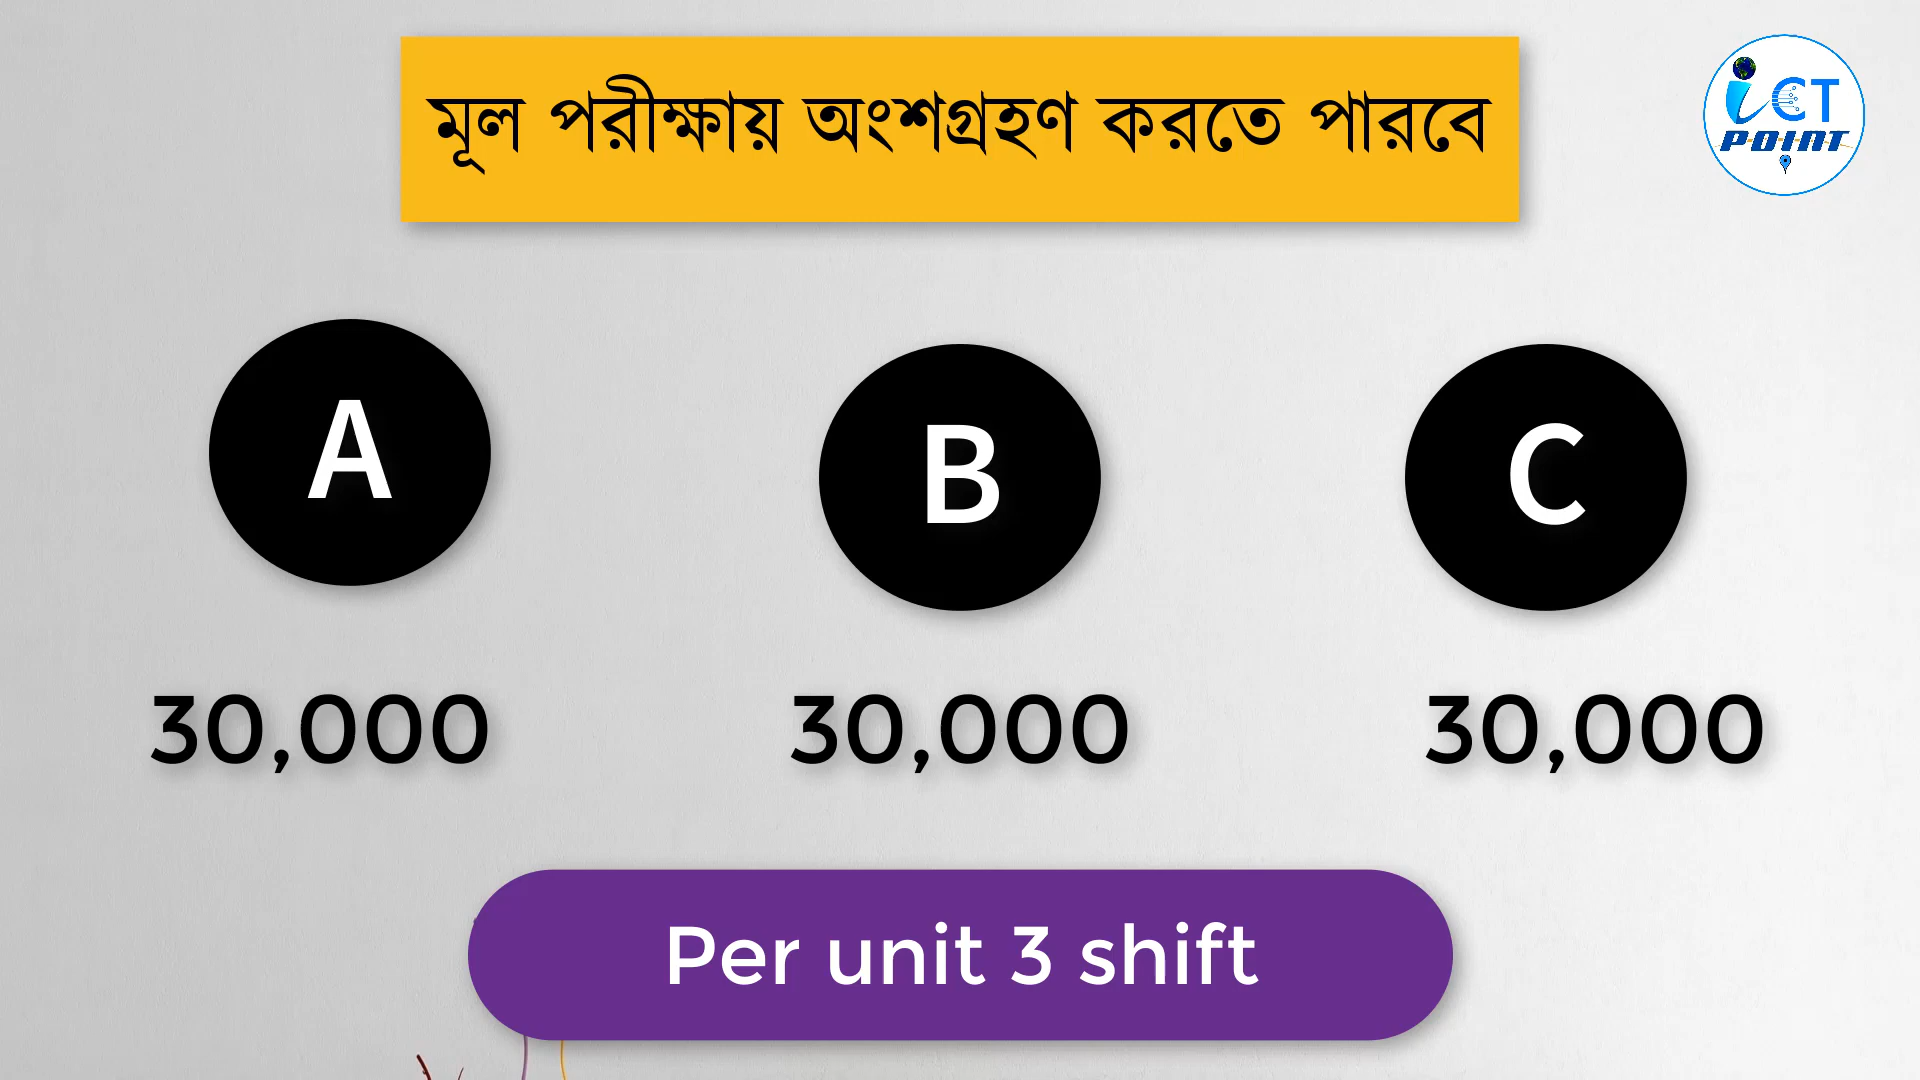 মূল পরীক্ষায় অংশগ্রহণ করতে পারবে
iCT
POINT
A
B
C
30,000
30,000
30,000
Per unit 3 shift